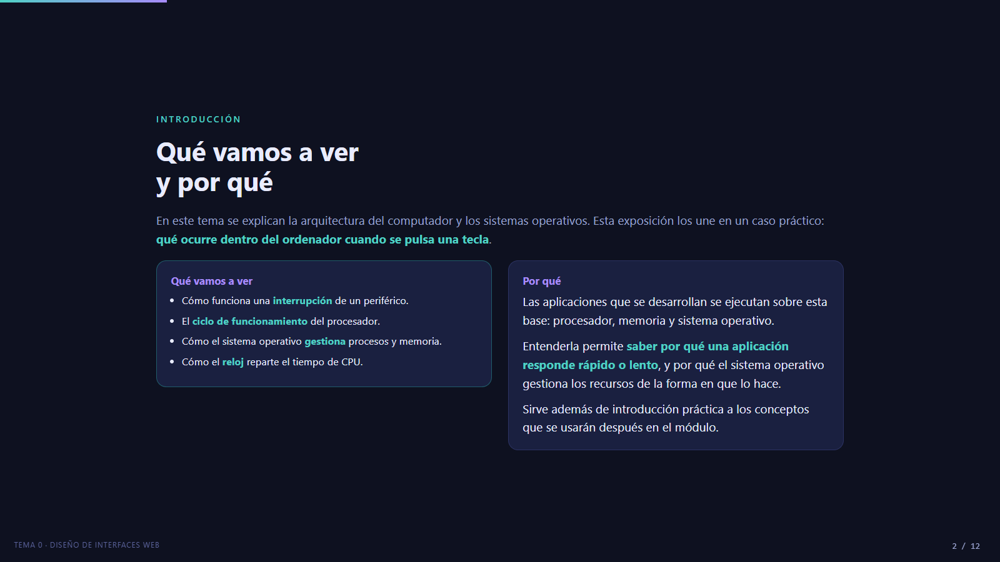 INTRODUCCIÓN
Qué vamos a ver
y por qué
En este tema se explican la arquitectura del computador y los sistemas operativos. Esta exposición los une en un caso práctico:
qué ocurre dentro del ordenador cuando se pulsa una tecla.
Qué vamos a ver
• Cómo funciona una interrupción de un periférico.
• El ciclo de funcionamiento del procesador.
• Cómo el sistema operativo gestiona procesos y memoria.
• Cómo el reloj reparte el tiempo de CPU.
Por qué
Las aplicaciones que se desarrollan se ejecutan sobre esta
base: procesador, memoria y sistema operativo.
Entenderla permite saber por qué una aplicación
responde rápido o lento, y por qué el sistema operativo
gestiona los recursos de la forma en que lo hace.
Sirve además de introducción práctica a los conceptos
que se usarán después en el módulo.
TEMA 0 · DISEÑO DE INTERFACES WEB
2 / 12